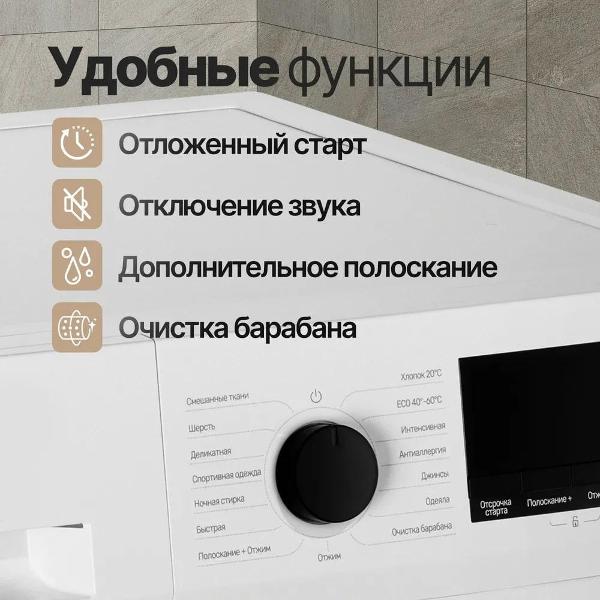 Удобные функции
Отложенный старт
Отключение звука
Дополнительное полоскание
Очистка барабана
Смешанные ткани
Шерсть
Деликатная
Спортивная одежда
Ночная стирка
Быстрая
Полоскание + Отжим
Отжим
Хлопок 20°C
ECO 40°-60°C
Интенсивная
Антиаллергия
Джинсы
Одеяла
Очистка барабана
Отсрочка
старта
Полоскание +